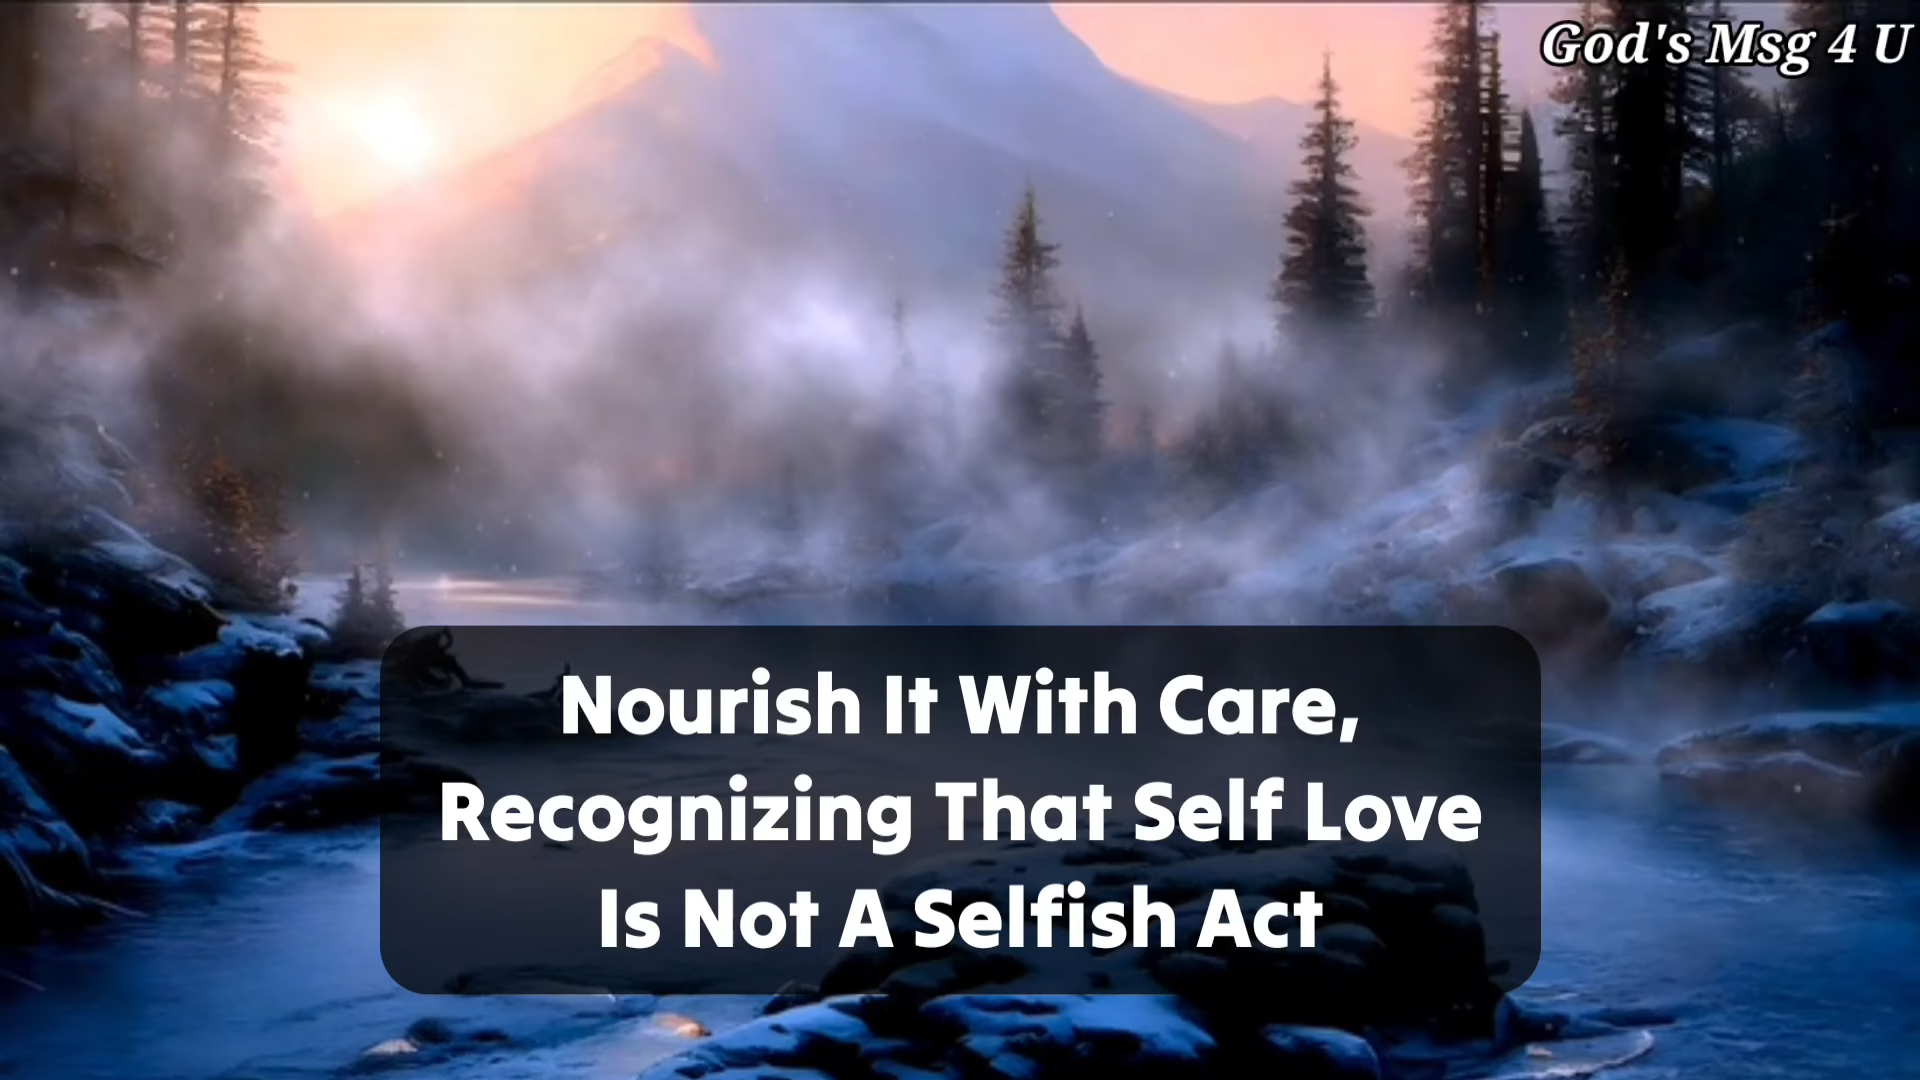 God's Msg 4 U
Nourish It With Care,
Recognizing That Self Love
Is Not A Selfish Act